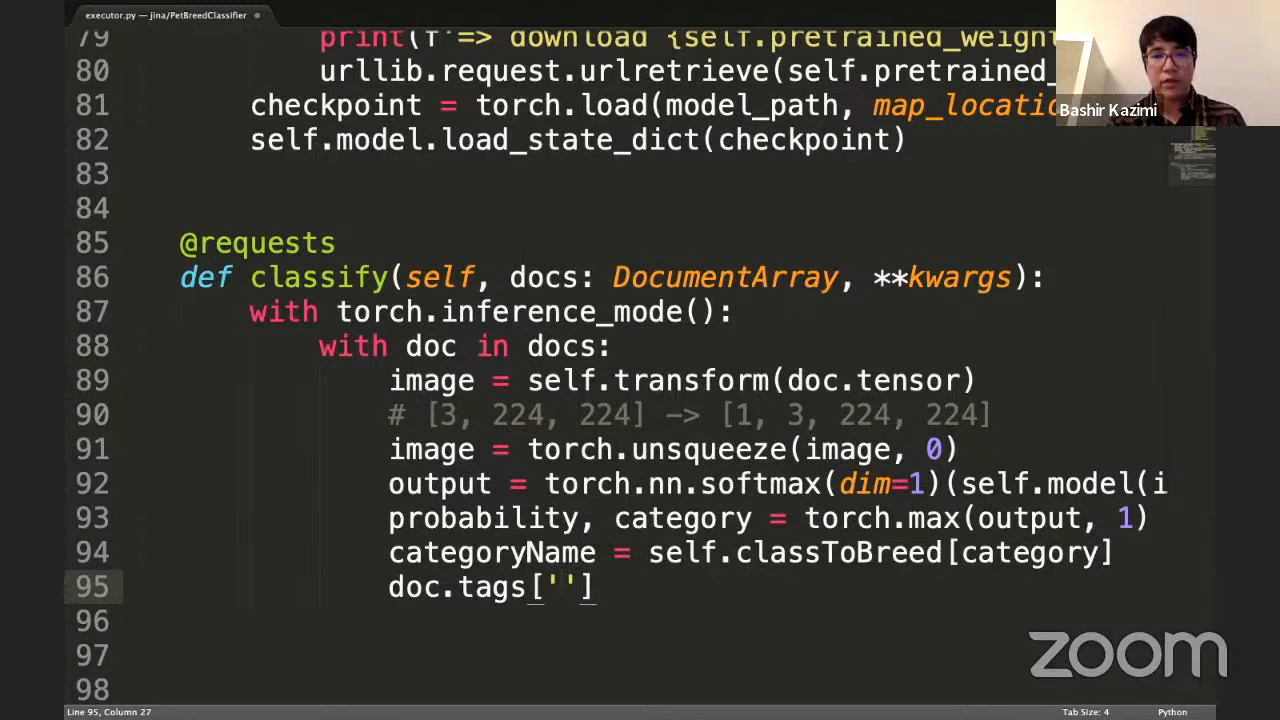 executor.py — jina/PetBreedClassifier
79 print(f'=> download {self.pretrained_weight
80 urllib.request.urlretrieve(self.pretrained_
81 checkpoint = torch.load(model_path, map_locatio
Bashir Kazimi
82 self.model.load_state_dict(checkpoint)
83
84
85 @requests
86 def classify(self, docs: DocumentArray, **kwargs):
87 with torch.inference_mode():
88 with doc in docs:
89 image = self.transform(doc.tensor)
90 # [3, 224, 224] —> [1, 3, 224, 224]
91 image = torch.unsqueeze(image, 0)
92 output = torch.nn.softmax(dim=1)(self.model(i
93 probability, category = torch.max(output, 1)
94 categoryName = self.classToBreed[category]
95 doc.tags['']
96
97
98
zoom
Line 95, Column 27
Tab Size: 4
Python